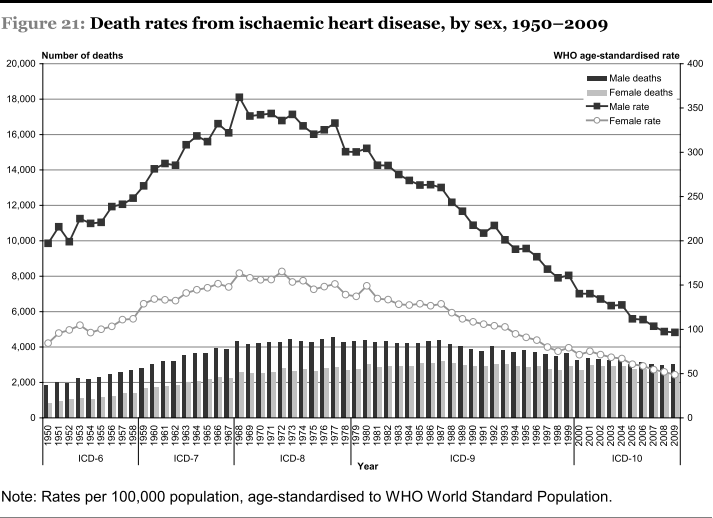 Figure 21: Death rates from ischaemic heart disease, by sex, 1950–2009
Number of deaths
WHO age-standardised rate
20,000
18,000
16,000
14,000
12,000
10,000
8,000
6,000
4,000
2,000
0
400
350
300
250
200
150
100
50
0
Male deaths
Female deaths
Male rate
Female rate
1950 1951 1952 1953 1954 1955 1956 1957 1958 1959 1960 1961 1962 1963 1964 1965 1966 1967 1968 1969 1970 1971 1972 1973 1974 1975 1976 1977 1978 1979 1980 1981 1982 1983 1984 1985 1986 1987 1988 1989 1990 1991 1992 1993 1994 1995 1996 1997 1998 1999 2000 2001 2002 2003 2004 2005 2006 2007 2008 2009
ICD-6 ICD-7 ICD-8 ICD-9 ICD-10
Year
Note: Rates per 100,000 population, age-standardised to WHO World Standard Population.